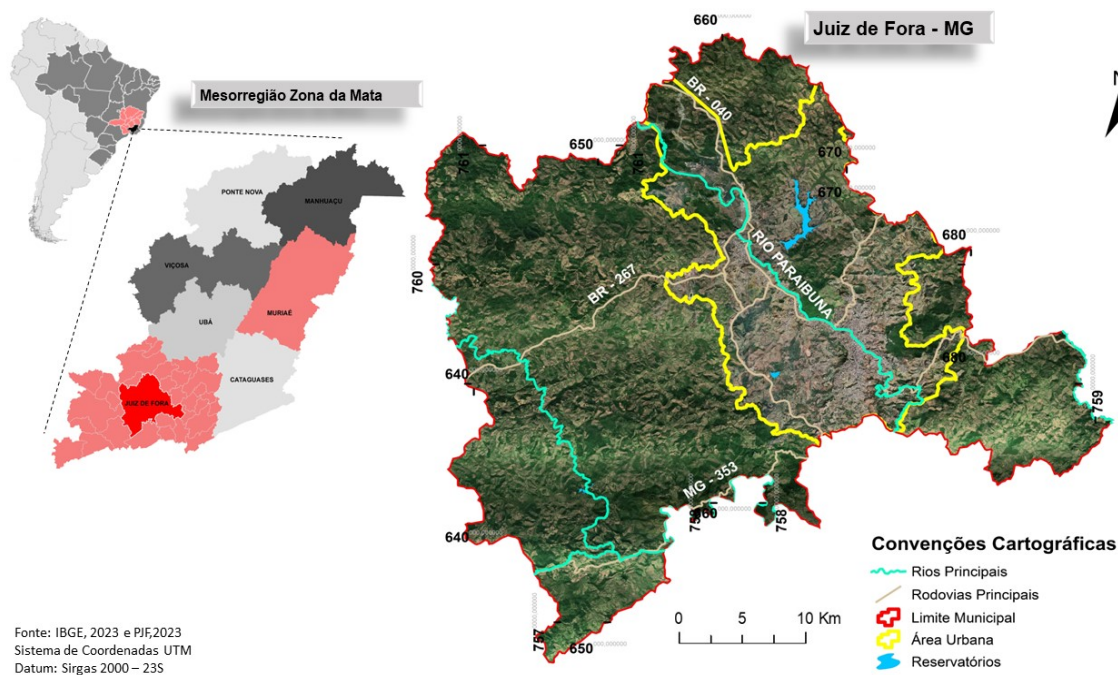 Juiz de Fora - MG
Mesorregião Zona da Mata
N
PONTE NOVA
MANHUAÇU
VIÇOSA
UBÁ
MURIAÉ
CATAGUASES
JUIZ DE FORA
660
650
761
761
670
670
680
680
760
640
640
759
758
757
650
BR - 040
BR - 267
RIO PARAIBUNA
MG - 353
0 5 10 Km
Convenções Cartográficas
Rios Principais
Rodovias Principais
Limite Municipal
Área Urbana
Reservatórios
Fonte: IBGE, 2023 e PJF,2023
Sistema de Coordenadas UTM
Datum: Sirgas 2000 – 23S